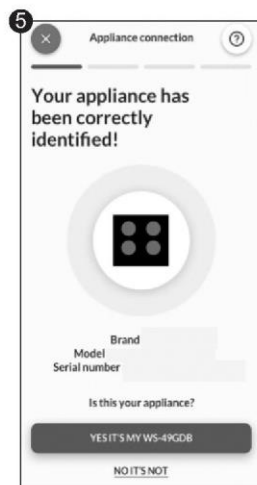 5
Appliance connection
?
Your appliance has
been correctly
identified!
Brand
Model
Serial number
Is this your appliance?
YES IT'S MY WS-49GDB
NO IT'S NOT